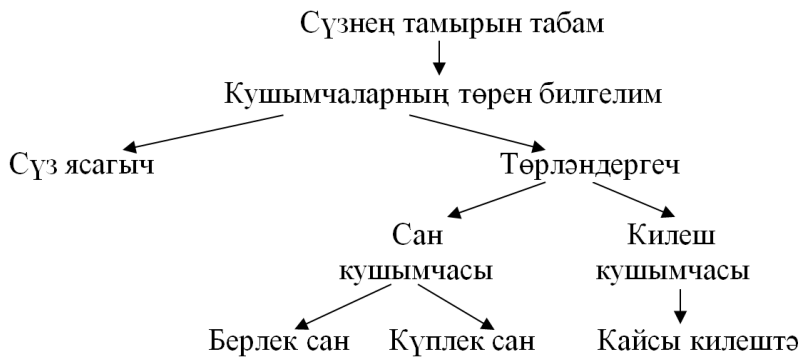 Сүзнең тамырын табам
Кушымчаларның төрен билгелим
Сүз ясагыч
Төрләндергеч
Сан
кушымчасы
Килеш
кушымчасы
Берлек сан
Күплек сан
Кайсы килештә